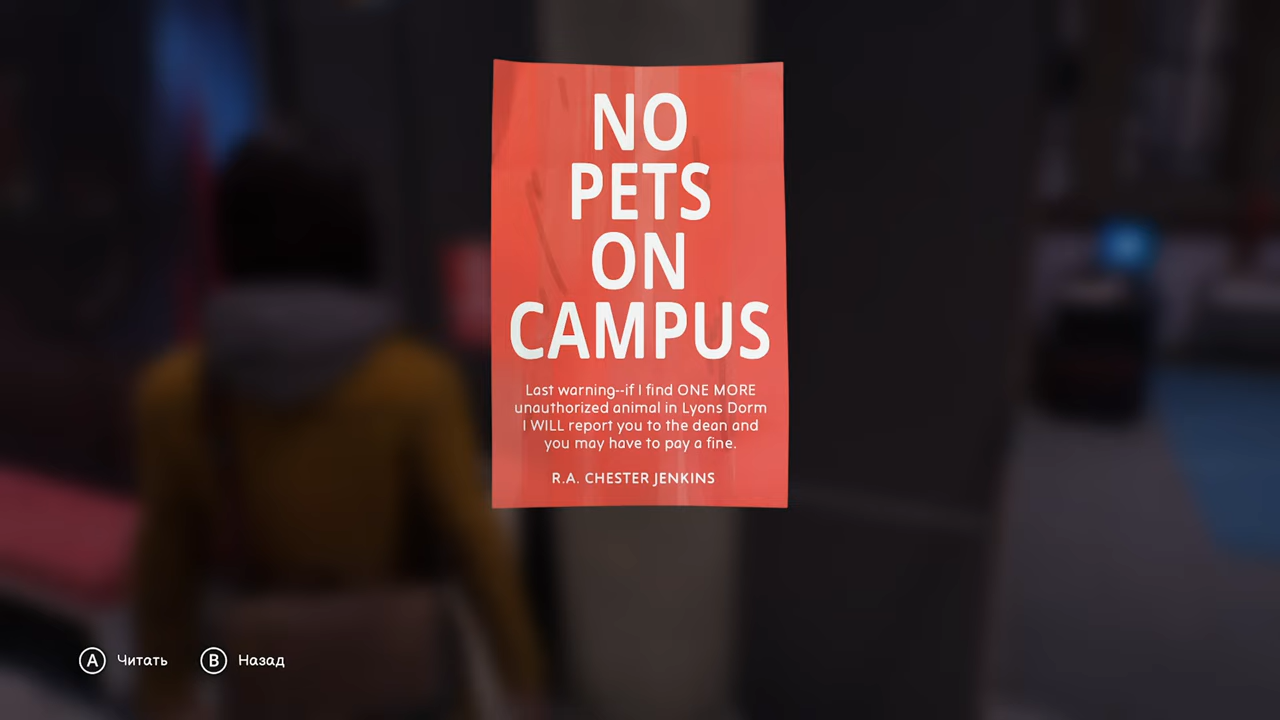 NO
PETS
ON
CAMPUS
Last warning--if I find ONE MORE
unauthorized animal in Lyons Dorm
I WILL report you to the dean and
you may have to pay a fine.
R.A. CHESTER JENKINS
A Читать B Назад